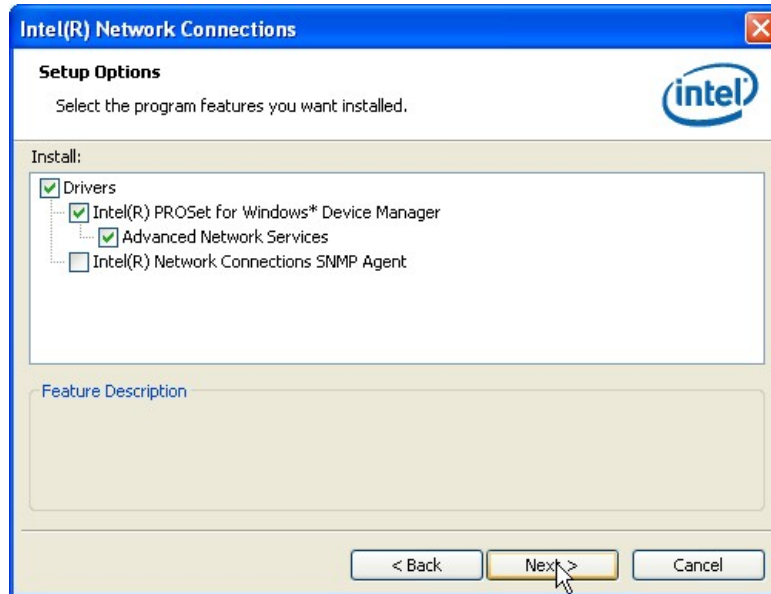 Intel(R) Network Connections
Setup Options
Select the program features you want installed.
intel
Install:
Drivers
Intel(R) PROSet for Windows* Device Manager
Advanced Network Services
Intel(R) Network Connections SNMP Agent
Feature Description
< Back
Next >
Cancel